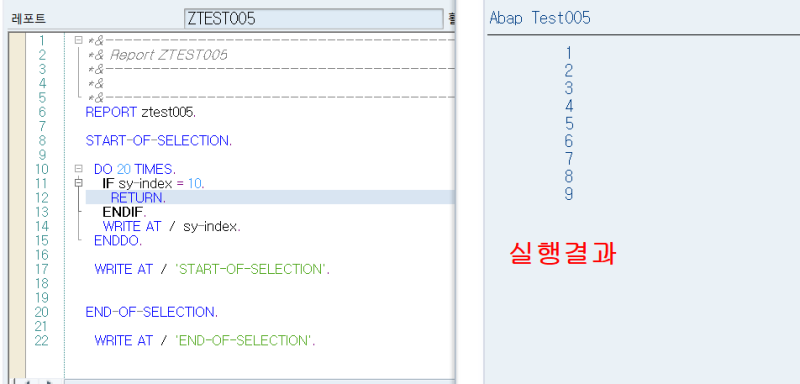 레포트 ZTEST005
1 *&---------------------------------------------------------------------
2 *& Report ZTEST005
3 *&---------------------------------------------------------------------
4 *&
5 *&---------------------------------------------------------------------
6 REPORT ztest005.
7
8 START-OF-SELECTION.
9
10 DO 20 TIMES.
11 IF sy-index = 10.
12 RETURN.
13 ENDIF.
14 WRITE AT / sy-index.
15 ENDDO.
16
17 WRITE AT / 'START-OF-SELECTION'.
18
19
20 END-OF-SELECTION.
21
22 WRITE AT / 'END-OF-SELECTION'.
Abap Test005
1
2
3
4
5
6
7
8
9
실행결과